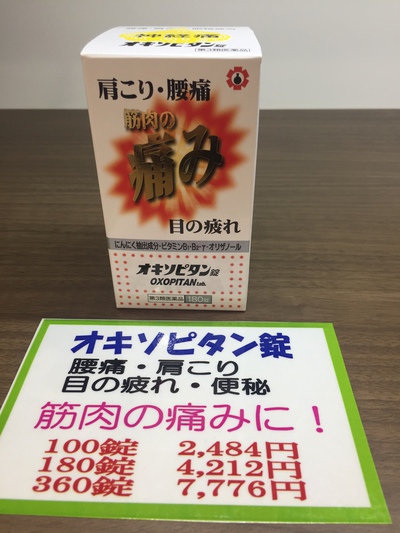 神経痛
オキソピタン錠
肩こり・腰痛
筋肉の
痛み
目の疲れ
にんにく抽出成分・ビタミンB₁・B₂・γ-オリザノール
オキソピタン錠
OXOPITAN Tab.
第3類医薬品 180錠
オキソピタン錠
腰痛・肩こり
目の疲れ・便秘
筋肉の痛みに!
100錠 2,484円
180錠 4,212円
360錠 7,776円